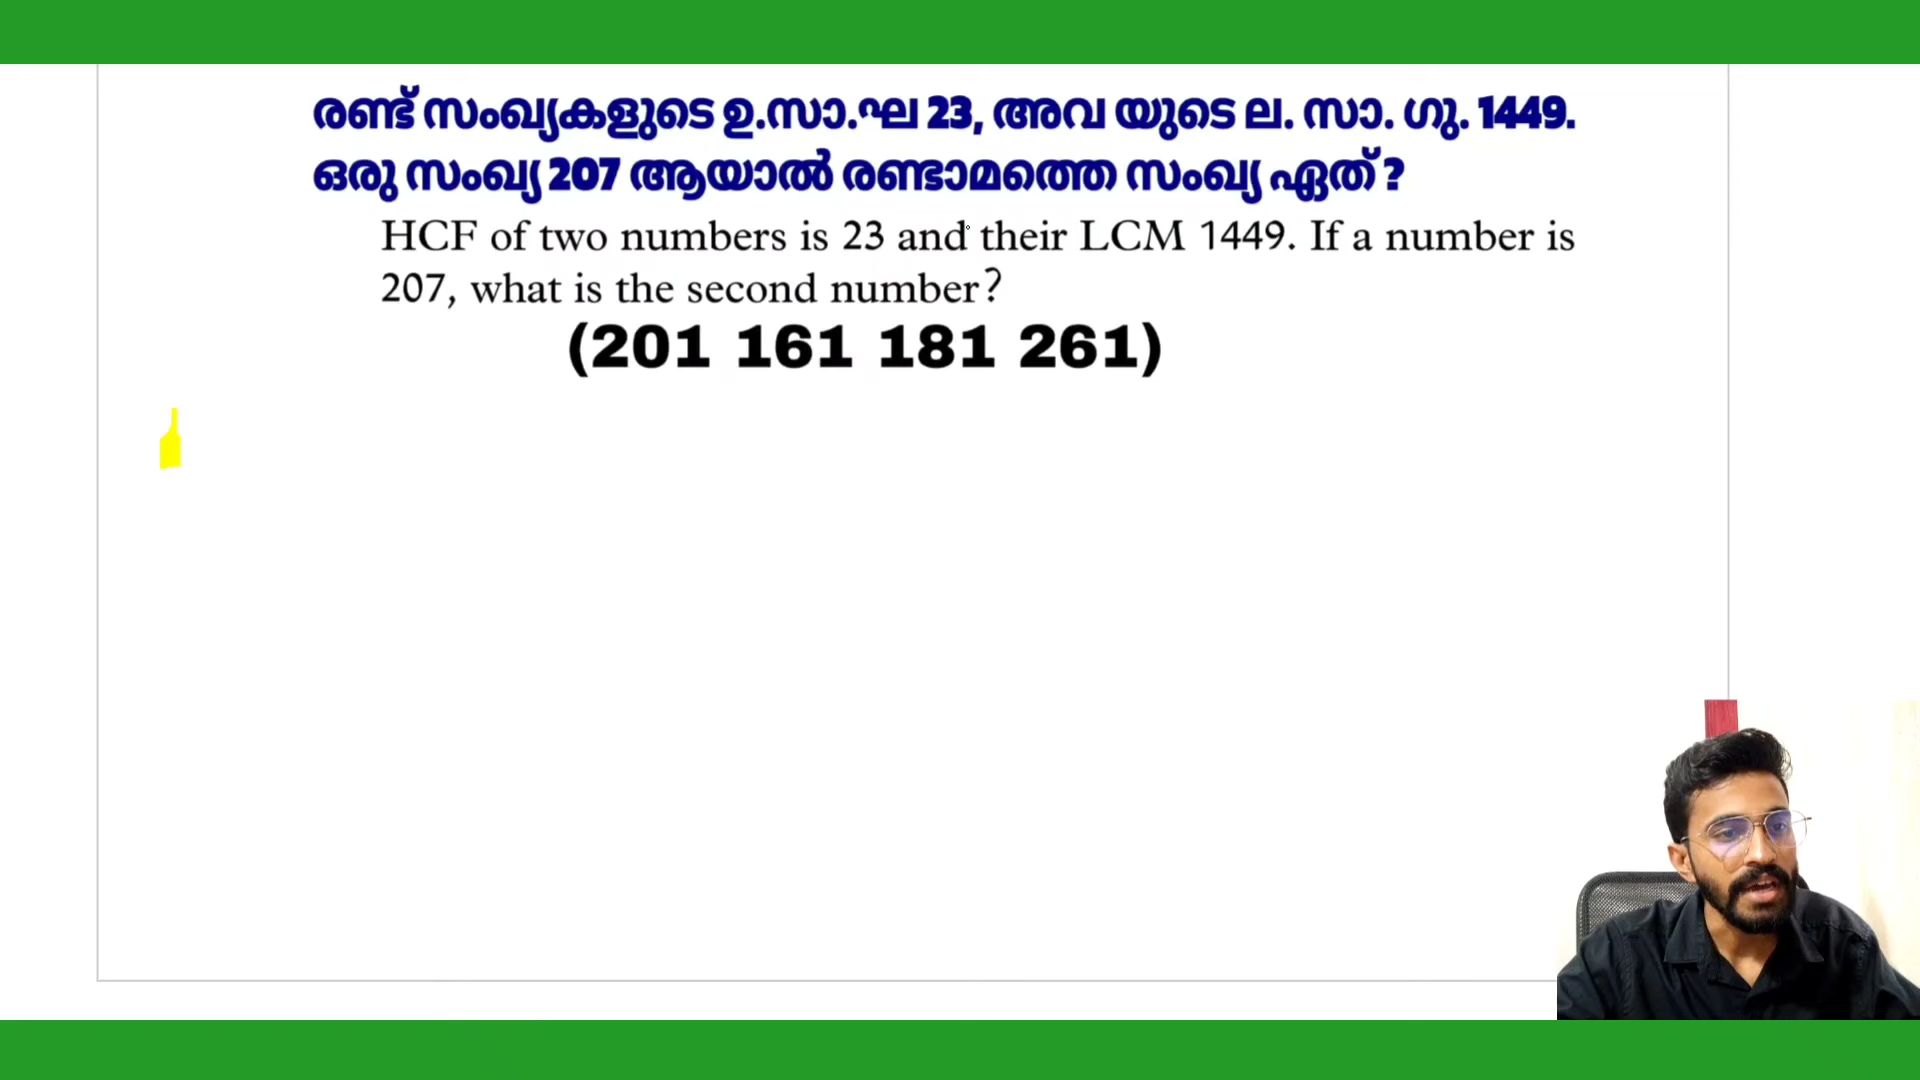 രണ്ട് സംഖ്യകളുടെ ഉ.സാ.ഘ 23, അവ യുടെ ല. സാ. ഗു. 1449.
ഒരു സംഖ്യ 207 ആയാൽ രണ്ടാമത്തെ സംഖ്യ ഏത് ?
HCF of two numbers is 23 and their LCM 1449. If a number is
207, what is the second number?
(201 161 181 261)